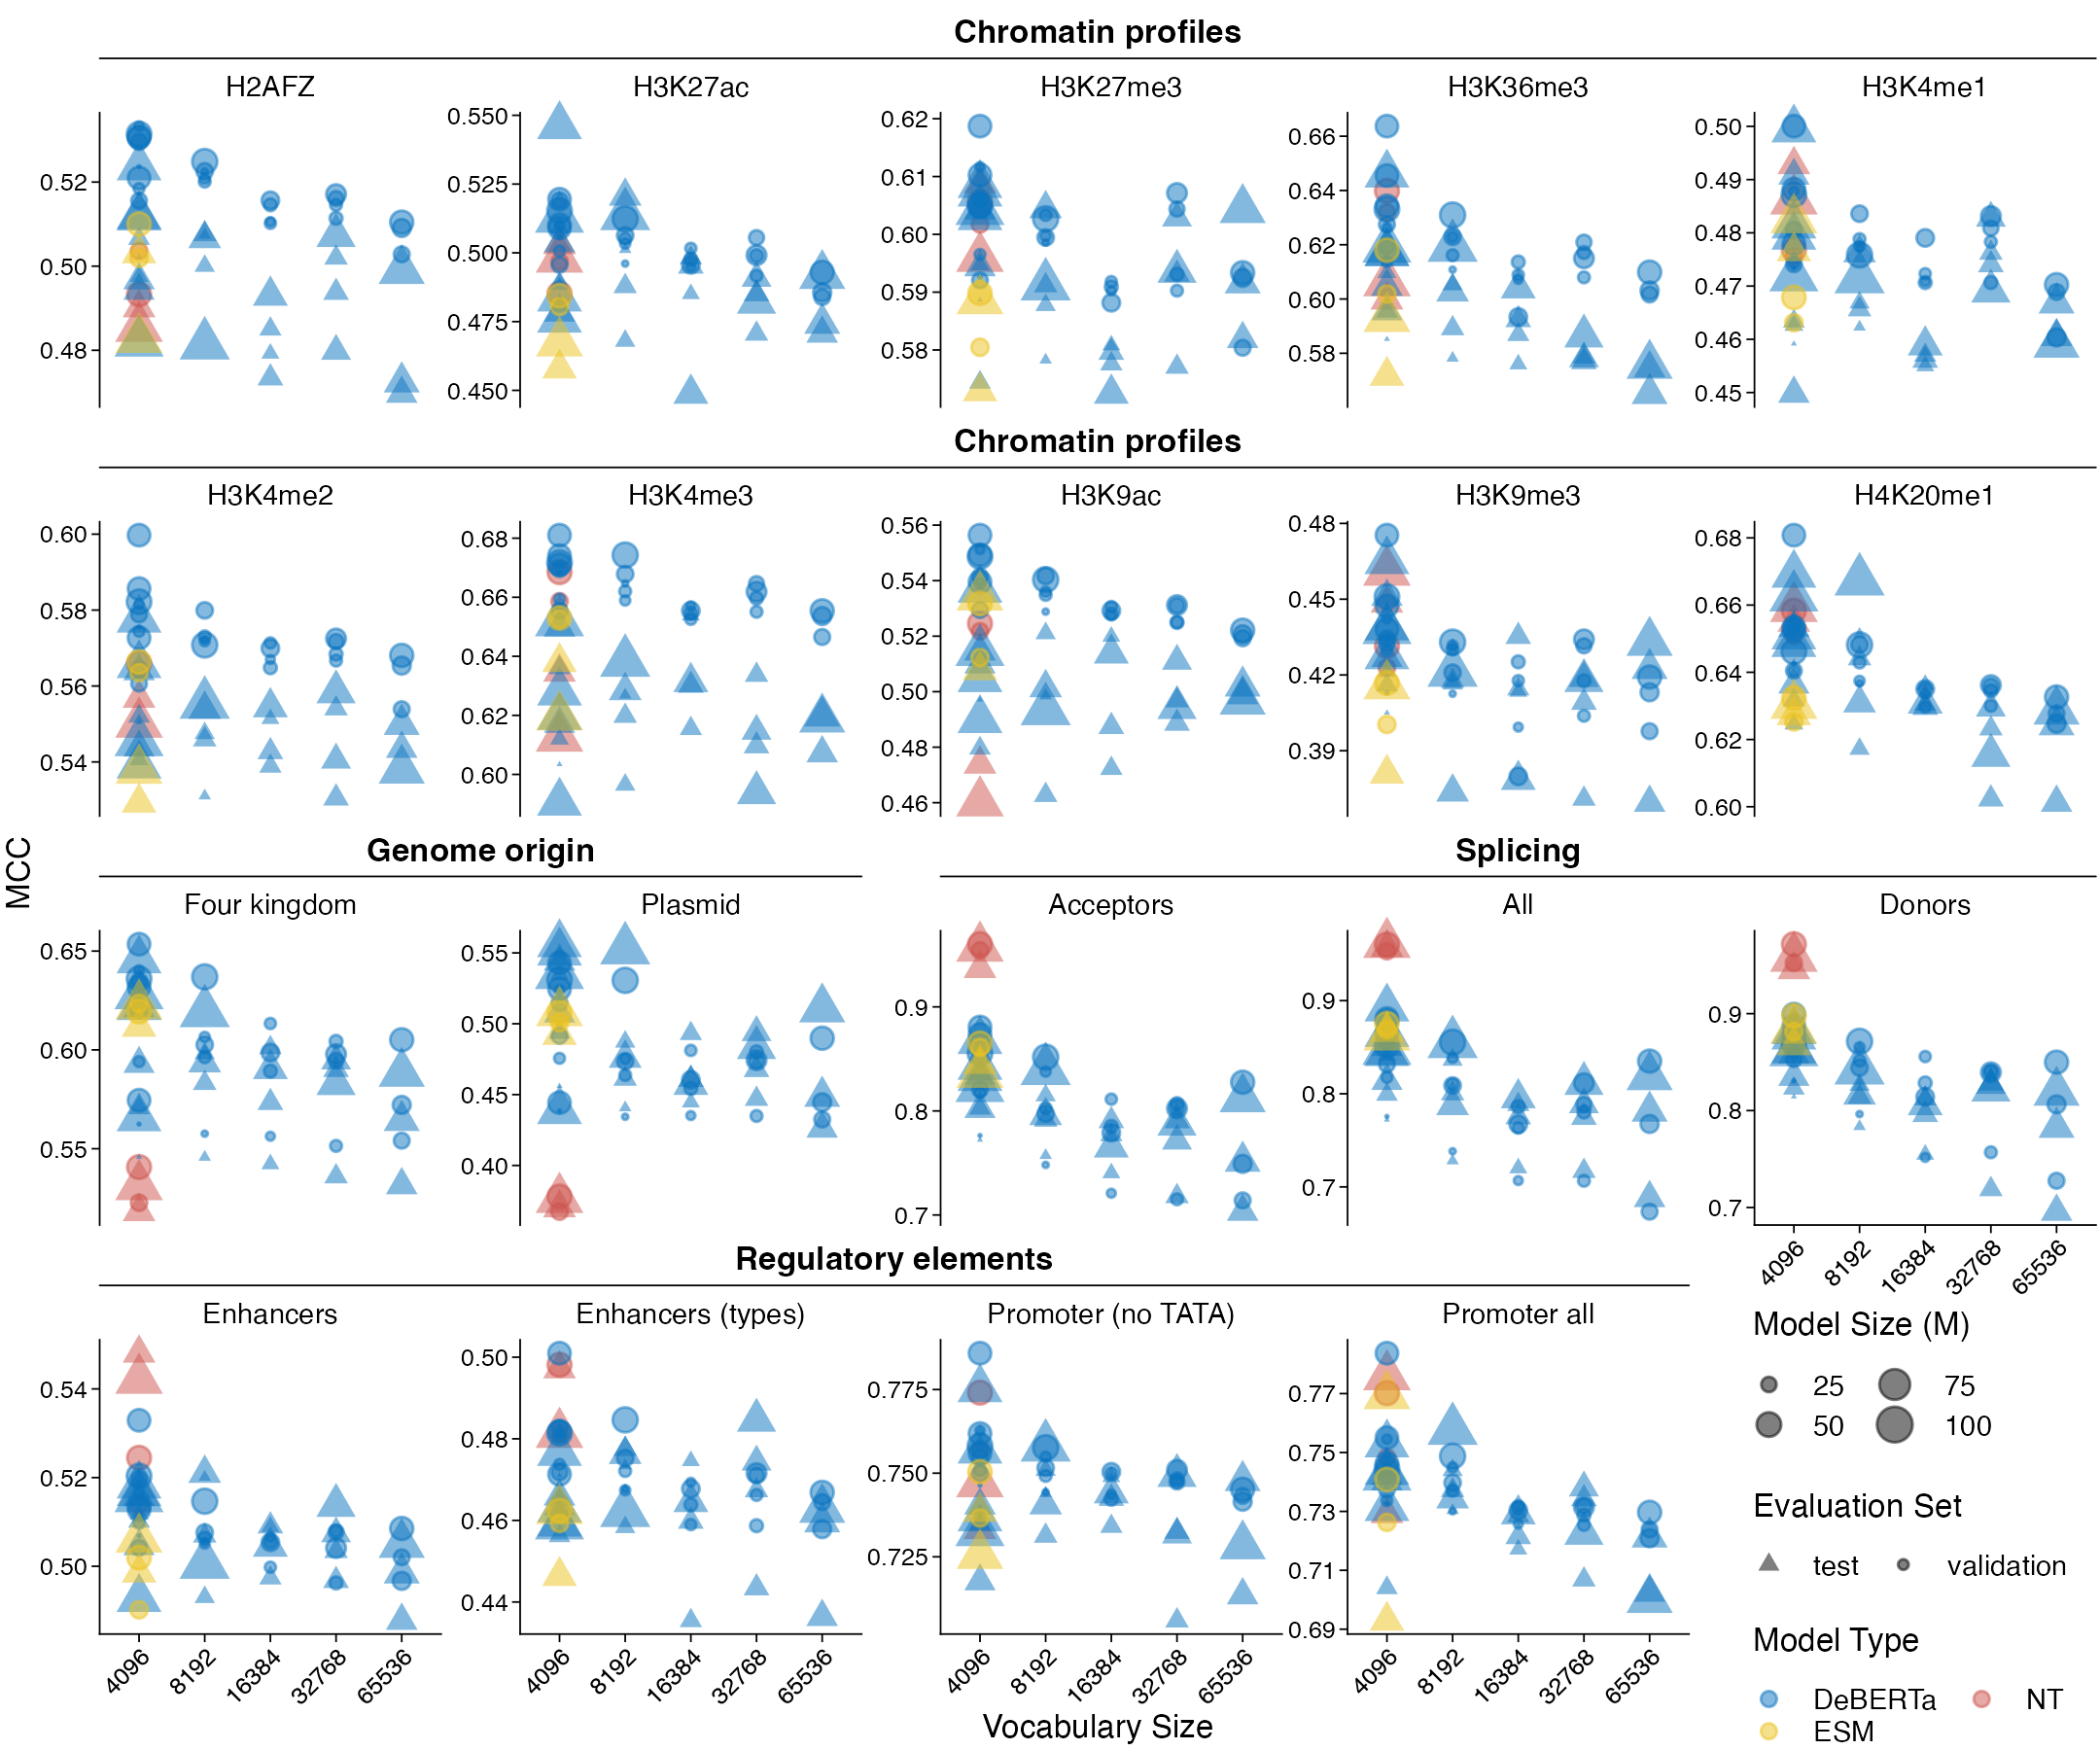 Chromatin profiles
H2AFZ H3K27ac H3K27me3 H3K36me3 H3K4me1
0.52 0.50 0.48
0.550 0.525 0.500 0.475 0.450
0.62 0.61 0.60 0.59 0.58
0.66 0.64 0.62 0.60 0.58
0.50 0.49 0.48 0.47 0.46 0.45
Chromatin profiles
H3K4me2 H3K4me3 H3K9ac H3K9me3 H4K20me1
0.60 0.58 0.56 0.54
0.68 0.66 0.64 0.62 0.60
0.56 0.54 0.52 0.50 0.48 0.46
0.48 0.45 0.42 0.39
0.68 0.66 0.64 0.62 0.60
MCC
Genome origin Splicing
Four kingdom Plasmid Acceptors All Donors
0.65 0.60 0.55
0.55 0.50 0.45 0.40
0.9 0.8 0.7
0.9 0.8 0.7
0.9 0.8 0.7
4096 8192 16384 32768 65536
Regulatory elements
Enhancers Enhancers (types) Promoter (no TATA) Promoter all
0.54 0.52 0.50
0.50 0.48 0.46 0.44
0.775 0.750 0.725
0.77 0.75 0.73 0.71 0.69
4096 8192 16384 32768 65536
4096 8192 16384 32768 65536
4096 8192 16384 32768 65536
4096 8192 16384 32768 65536
Vocabulary Size
Model Size (M)
25 75
50 100
Evaluation Set
test validation
Model Type
DeBERTa NT
ESM